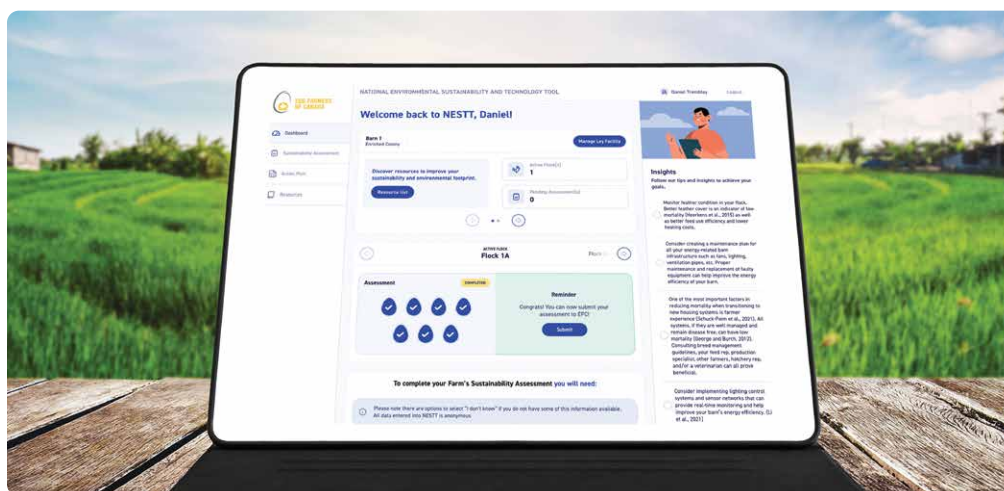 EGG FARMERS
OF CANADA
NATIONAL ENVIRONMENTAL SUSTAINABILITY AND TECHNOLOGY TOOL
Daniel Tremblay
Logout
Dashboard
Sustainability Assessment
Action Plan
Resources
Welcome back to NESTT, Daniel!
Barn 1
Enriched Colony
Manage Lay Facility
Discover resources to improve your
sustainability and environmental footprint.
Resource List
Active Flock(s)
1
Pending Assessment(s)
0
ACTIVE FLOCK
Flock 1A
Flock
Assessment
COMPLETED
Reminder
Congrats! You can now submit your
assessment to EFC!
Submit
To complete your Farm's Sustainability Assessment you will need:
Please note there are options to select "I don't know" if you do not have some of this information available.
All data entered into NESTT is anonymous
Insights
Follow our tips and insights to achieve your
goals.
Monitor feather condition in your flock.
Better feather cover is an indicator of low
mortality (Heerkens et al., 2015) as well
as better feed use efficiency and lower
heating costs.
Consider creating a maintenance plan for
all your energy-related barn
infrastructure such as fans, lighting,
ventilation pipes, etc. Proper
maintenance and replacement of faulty
equipment can help improve the energy
efficiency of your barn.
One of the most important factors in
reducing mortality when transitioning to
new housing systems is farmer
experience (Schuck-Paim et al., 2021). All
systems, if they are well managed and
remain disease free, can have low
mortality (George and Burch, 2012).
Consulting breed management
guidelines, your feed rep, production
specialist, other farmers, hatchery rep,
and/or a veterinarian can all prove
beneficial.
Consider implementing lighting control
systems and sensor networks that can
provide real-time monitoring and help
improve your barn's energy efficiency. (Li
et al., 2021)